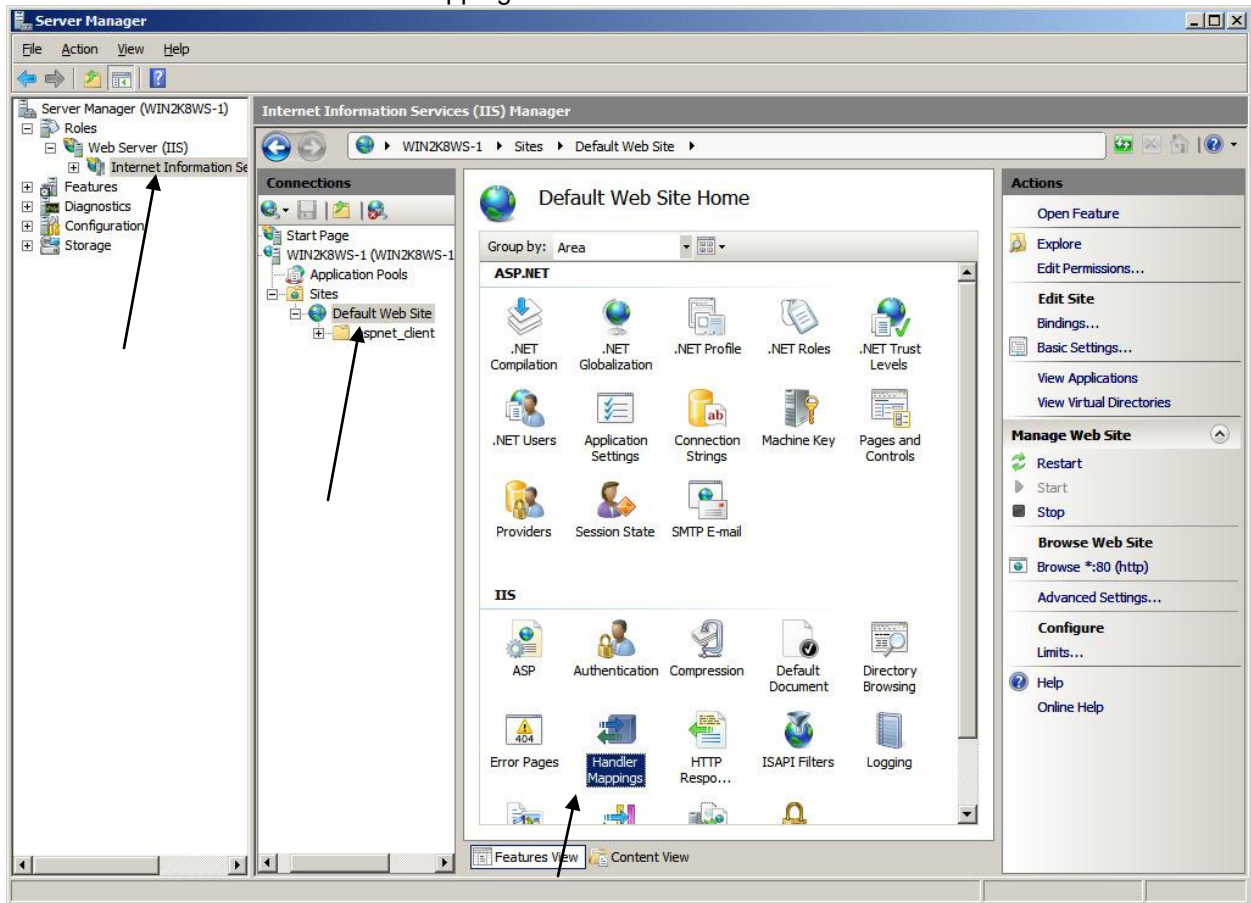 Server Manager
File Action View Help
Server Manager (WIN2K8WS-1)
Roles
Web Server (IIS)
Internet Information Se
Features
Diagnostics
Configuration
Storage
Internet Information Services (IIS) Manager
WIN2K8WS-1 Sites Default Web Site
Connections
Start Page
WIN2K8WS-1 (WIN2K8WS-1
Application Pools
Sites
Default Web Site
aspnet_client
Default Web Site Home
Group by: Area
ASP.NET
.NET Compilation
.NET Globalization
.NET Profile
.NET Roles
.NET Trust Levels
.NET Users
Application Settings
Connection Strings
Machine Key
Pages and Controls
Providers
Session State
SMTP E-mail
IIS
ASP
Authentication
Compression
Default Document
Directory Browsing
404
Error Pages
Handler Mappings
HTTP Respo...
ISAPI Filters
Logging
Features View
Content View
Actions
Open Feature
Explore
Edit Permissions...
Edit Site
Bindings...
Basic Settings...
View Applications
View Virtual Directories
Manage Web Site
Restart
Start
Stop
Browse Web Site
Browse *:80 (http)
Advanced Settings...
Configure
Limits...
Help
Online Help